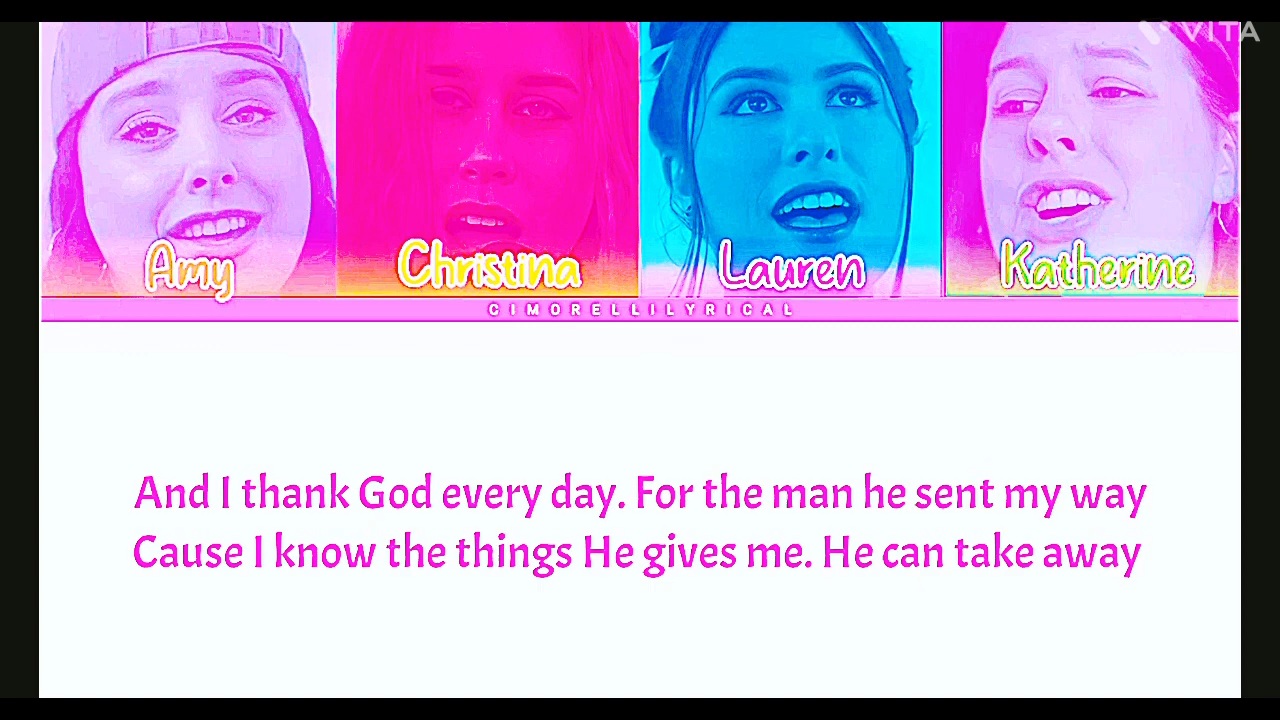 VITA
Amy
Christina
Lauren
Katherine
CIMORELLILYRICAL
And I thank God every day. For the man he sent my way
Cause I know the things He gives me. He can take away